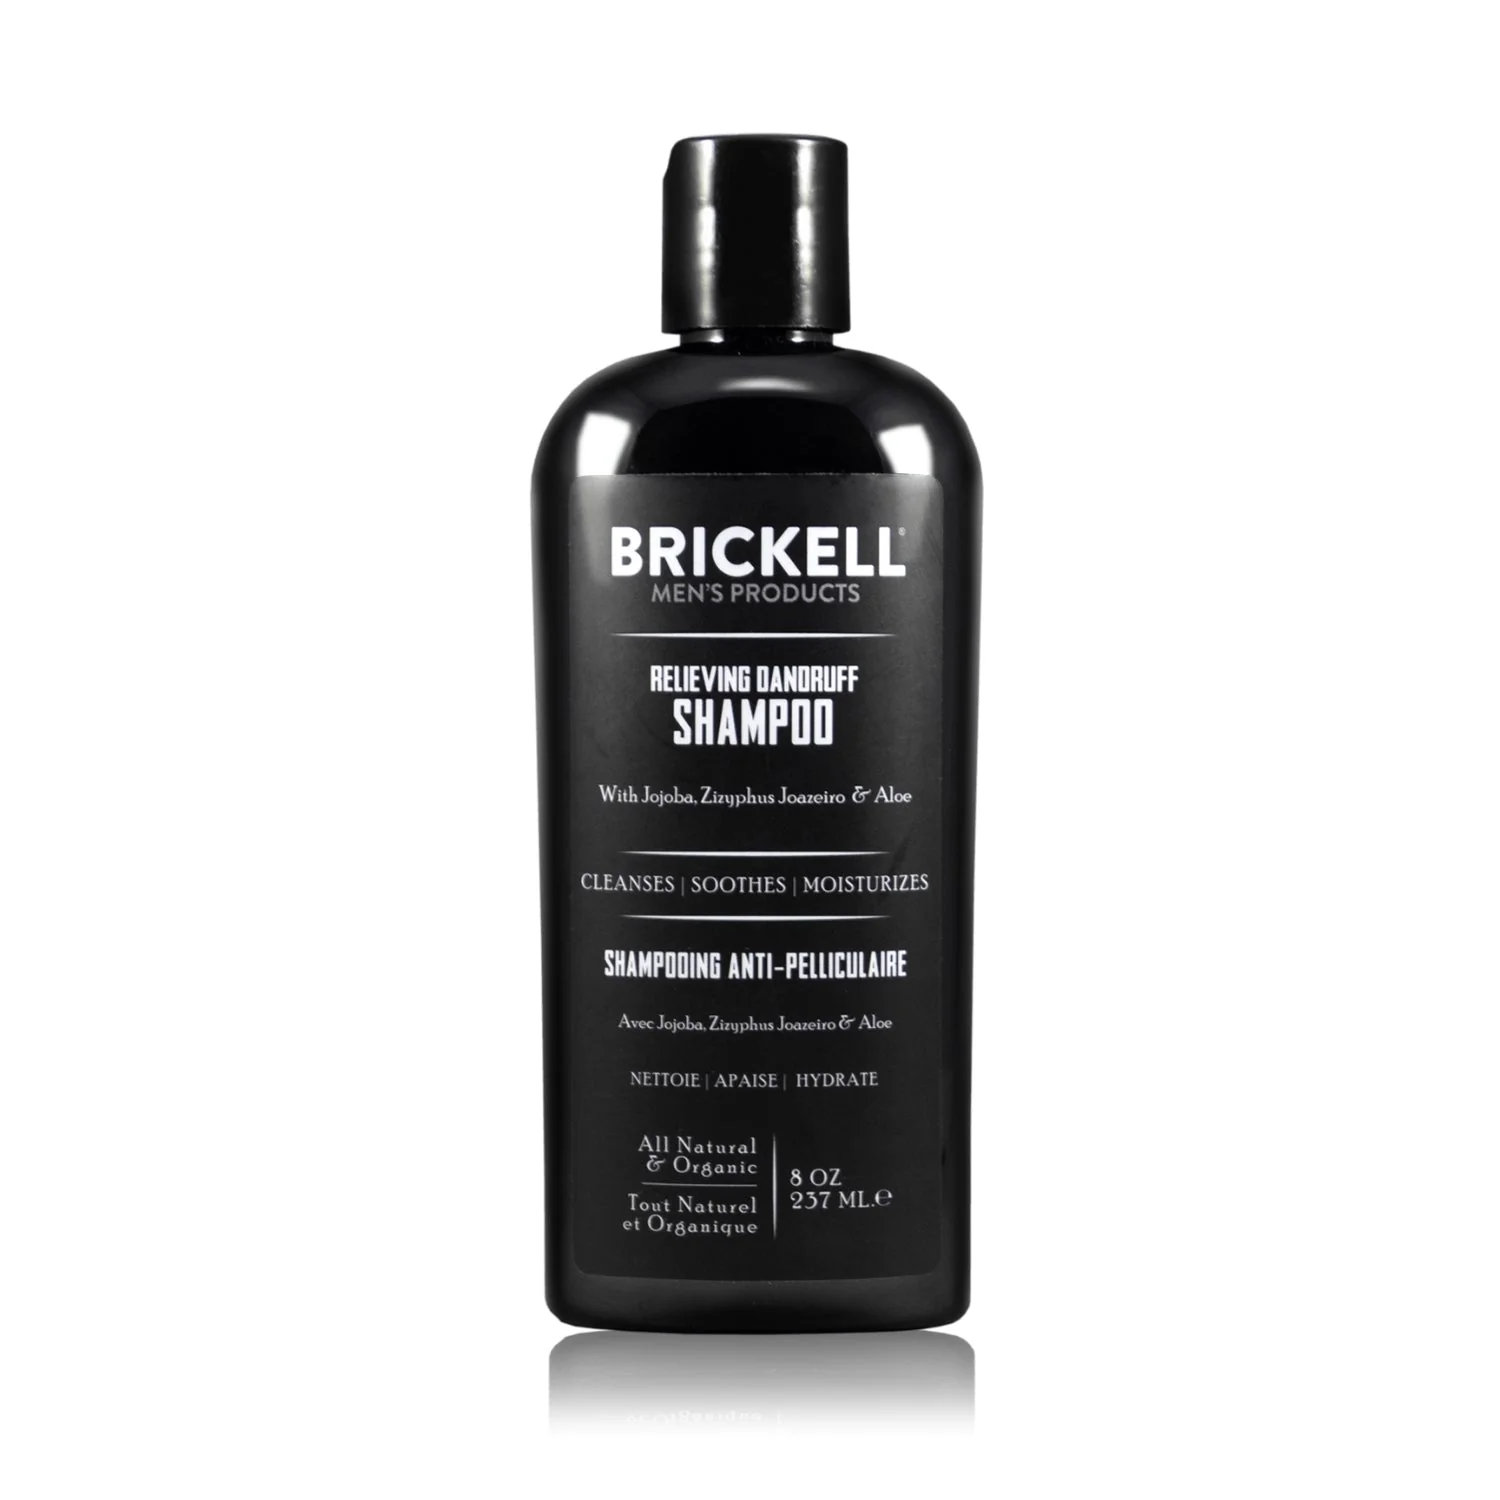 BRICKELL®
MEN'S PRODUCTS
RELIEVING DANDRUFF
SHAMPOO
With Jojoba, Zizyphus Joazeiro & Aloe
CLEANSES | SOOTHES | MOISTURIZES
SHAMPOOING ANTI-PELLICULAIRE
Avec Jojoba, Zizyphus Joazeiro & Aloe
NETTOIE | APAISE | HYDRATE
All Natural
& Organic
Tout Naturel
et Organique
8 OZ
237 ML.℮